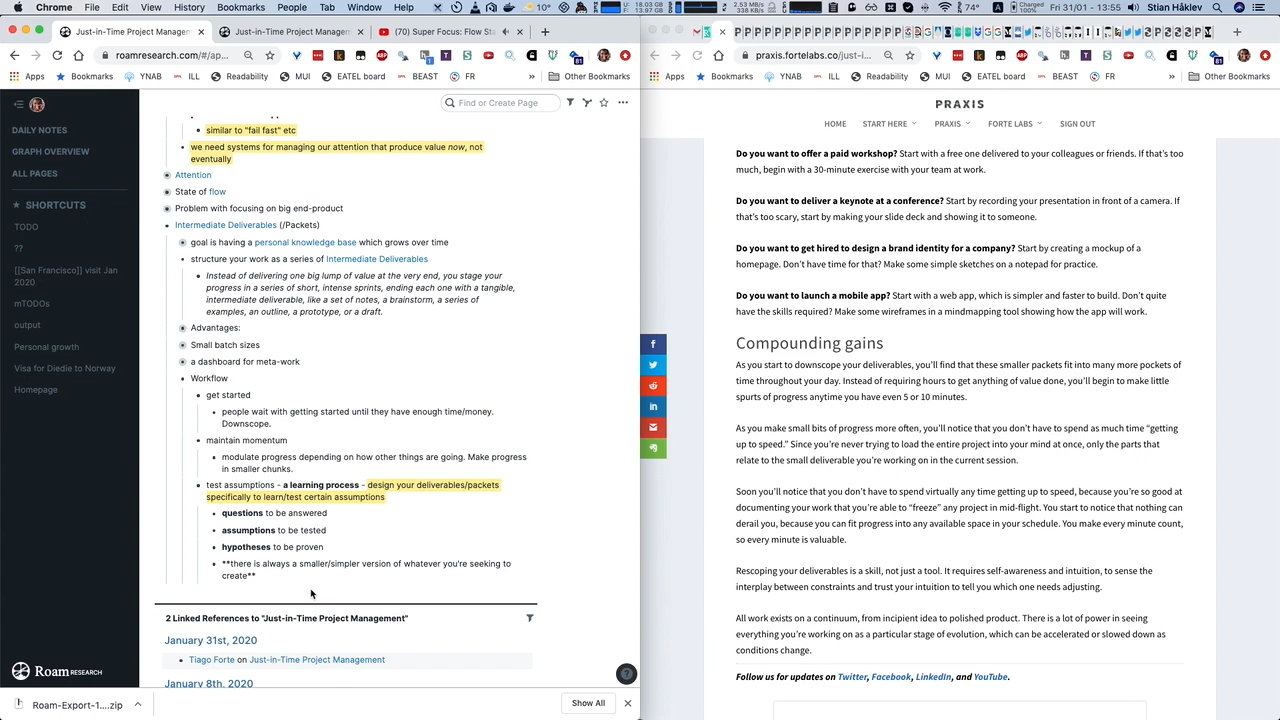 Chrome File Edit View History Bookmarks People Tab Window Help
10° 18.03 GB 13.97 GB 2.53 MB/s 338 KB/s 74° Charged 100% Fri 31/01 - 13:53:55 Stian Håklev
Just-in-Time Project Managem
Just-in-Time Project Managem
(70) Super Focus: Flow Sta
roamresearch.com/#/ap...
Apps Bookmarks YNAB ILL Readability MUI EATEL board BEAST FR » Other Bookmarks
DAILY NOTES
GRAPH OVERVIEW
ALL PAGES
★ SHORTCUTS
TODO
??
[[San Francisco]] visit Jan 2020
mTODOs
output
Personal growth
Visa for Diedie to Norway
Homepage
Roam RESEARCH
Find or Create Page
similar to "fail fast" etc
we need systems for managing our attention that produce value now, not
eventually
Attention
State of flow
Problem with focusing on big end-product
Intermediate Deliverables (/Packets)
goal is having a personal knowledge base which grows over time
structure your work as a series of Intermediate Deliverables
Instead of delivering one big lump of value at the very end, you stage your
progress in a series of short, intense sprints, ending each one with a tangible,
intermediate deliverable, like a set of notes, a brainstorm, a series of
examples, an outline, a prototype, or a draft.
Advantages:
Small batch sizes
a dashboard for meta-work
Workflow
get started
people wait with getting started until they have enough time/money.
Downscope.
maintain momentum
modulate progress depending on how other things are going. Make progress
in smaller chunks.
test assumptions - a learning process - design your deliverables/packets
specifically to learn/test certain assumptions
questions to be answered
assumptions to be tested
hypotheses to be proven
**there is always a smaller/simpler version of whatever you're seeking to
create**
2 Linked References to "Just-in-Time Project Management"
January 31st, 2020
Tiago Forte on Just-in-Time Project Management
January 8th, 2020
Roam-Export-1....zip
Show All
praxis.fortelabs.co/just-i...
Apps Bookmarks YNAB ILL Readability MUI EATEL board BEAST FR » Other Bookmarks
PRAXIS
HOME START HERE PRAXIS FORTE LABS SIGN OUT
Do you want to offer a paid workshop? Start with a free one delivered to your colleagues or friends. If that's too
much, begin with a 30-minute exercise with your team at work.
Do you want to deliver a keynote at a conference? Start by recording your presentation in front of a camera. If
that's too scary, start by making your slide deck and showing it to someone.
Do you want to get hired to design a brand identity for a company? Start by creating a mockup of a
homepage. Don't have time for that? Make some simple sketches on a notepad for practice.
Do you want to launch a mobile app? Start with a web app, which is simpler and faster to build. Don't quite
have the skills required? Make some wireframes in a mindmapping tool showing how the app will work.
Compounding gains
As you start to downscope your deliverables, you'll find that these smaller packets fit into many more pockets of
time throughout your day. Instead of requiring hours to get anything of value done, you'll begin to make little
spurts of progress anytime you have even 5 or 10 minutes.
As you make small bits of progress more often, you'll notice that you don't have to spend as much time "getting
up to speed." Since you're never trying to load the entire project into your mind at once, only the parts that
relate to the small deliverable you're working on in the current session.
Soon you'll notice that you don't have to spend virtually any time getting up to speed, because you're so good at
documenting your work that you're able to "freeze" any project in mid-flight. You start to notice that nothing can
derail you, because you can fit progress into any available space in your schedule. You make every minute count,
so every minute is valuable.
Rescoping your deliverables is a skill, not just a tool. It requires self-awareness and intuition, to sense the
interplay between constraints and trust your intuition to tell you which one needs adjusting.
All work exists on a continuum, from incipient idea to polished product. There is a lot of power in seeing
everything you're working on as a particular stage of evolution, which can be accelerated or slowed down as
conditions change.
Follow us for updates on Twitter, Facebook, LinkedIn, and YouTube.